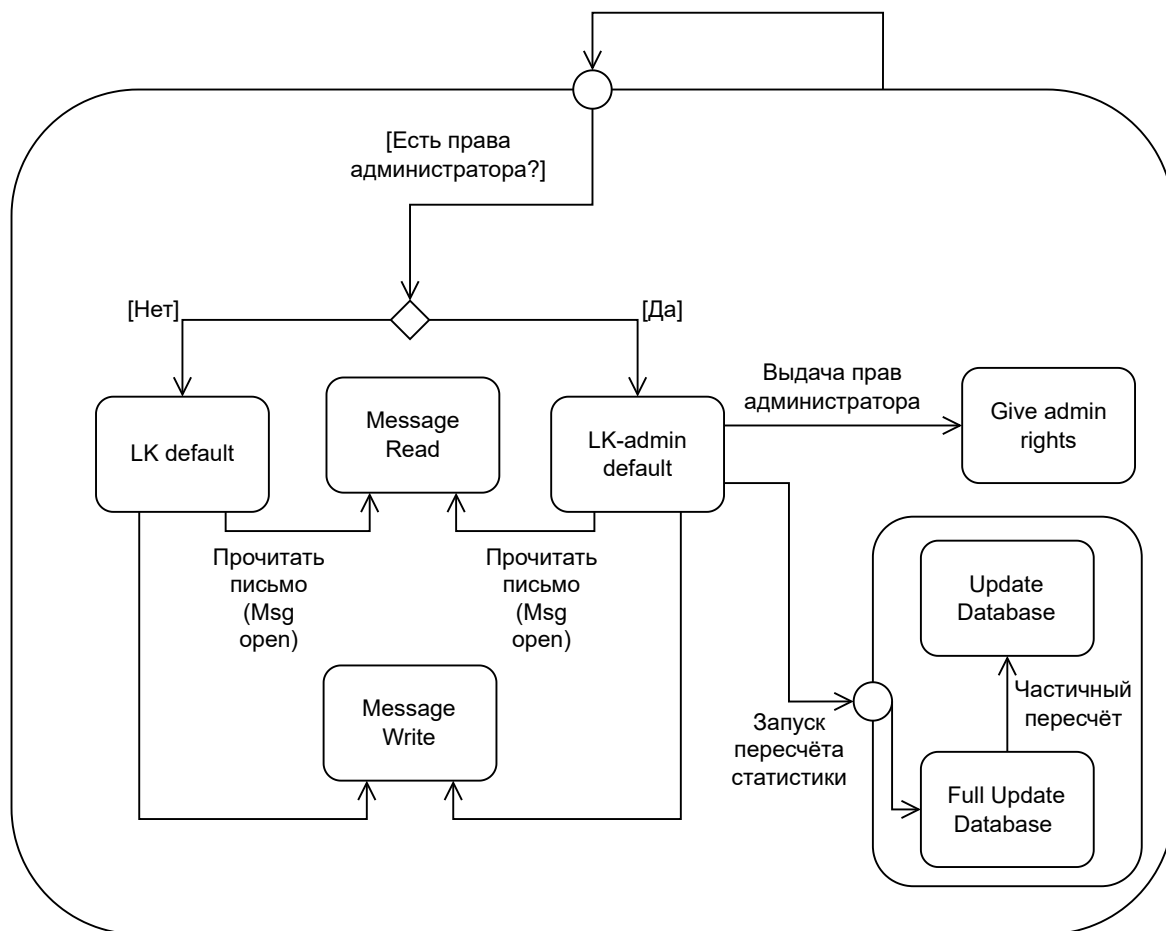 [Есть права
администратора?]
[Нет]
[Да]
LK default
Message
Read
LK-admin
default
Выдача прав
администратора
Give admin
rights
Прочитать
письмо
(Msg
open)
Прочитать
письмо
(Msg
open)
Message
Write
Запуск
пересчёта
статистики
Update
Database
Частичный
пересчёт
Full Update
Database